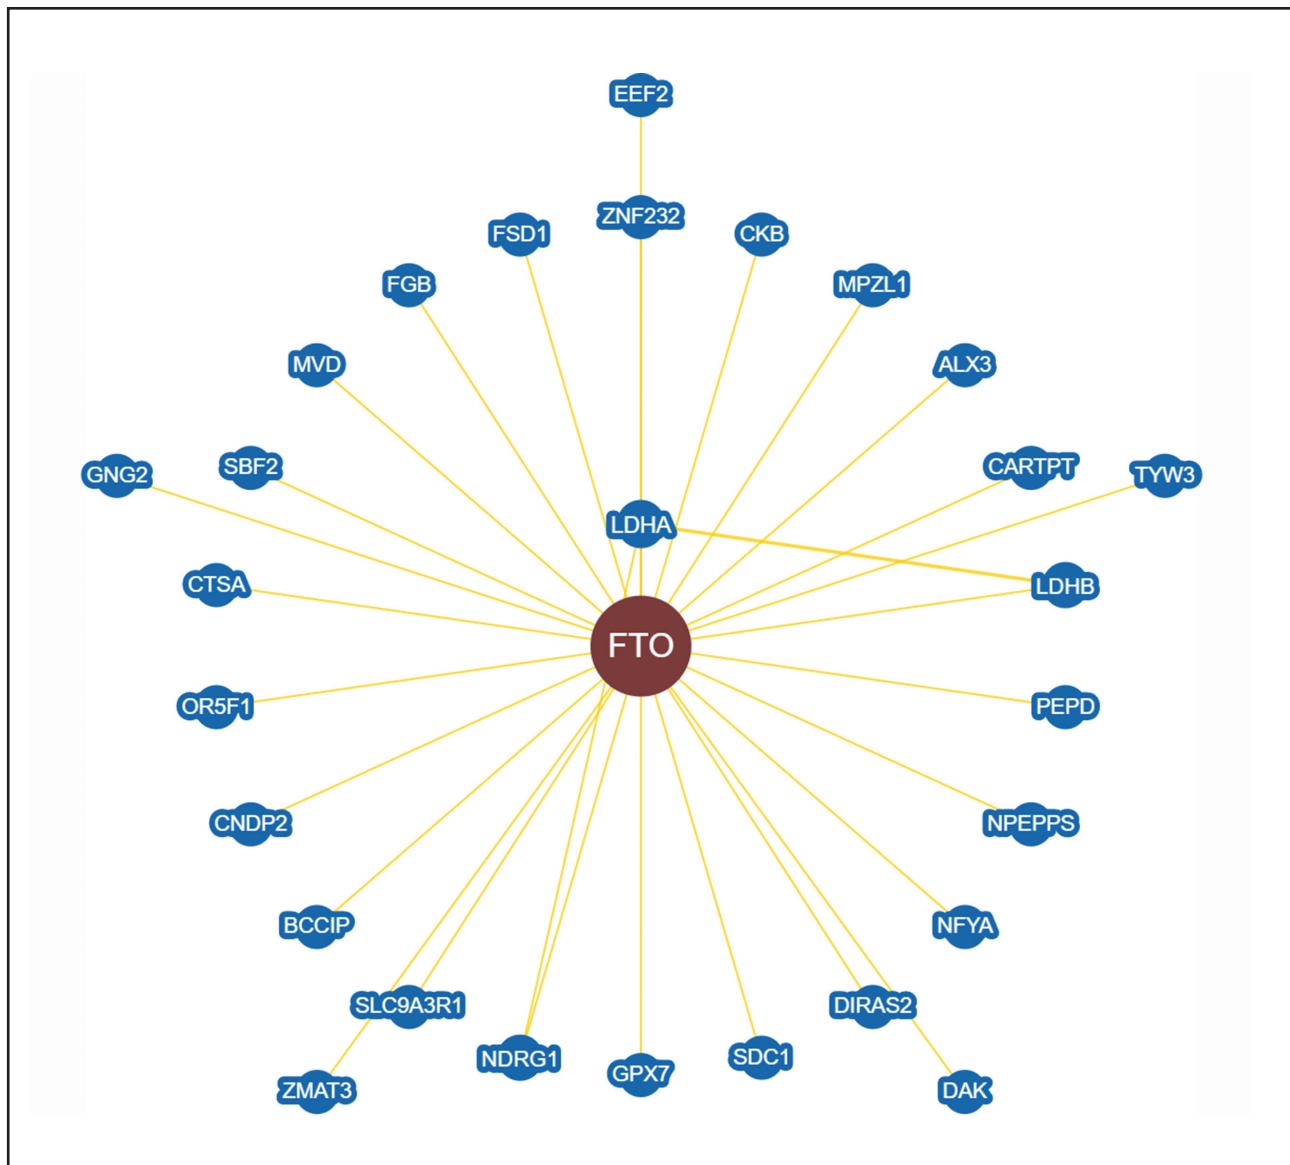 EEF2
ZNF232
FSD1
CKB
FGB
MPZL1
MVD
ALX3
GNG2
SBF2
CARTPT
TYW3
LDHA
CTSA
LDHB
FTO
OR5F1
PEPD
CNDP2
NPEPPS
BCCIP
NFYA
SLC9A3R1
DIRAS2
NDRG1
GPX7
SDC1
ZMAT3
DAK